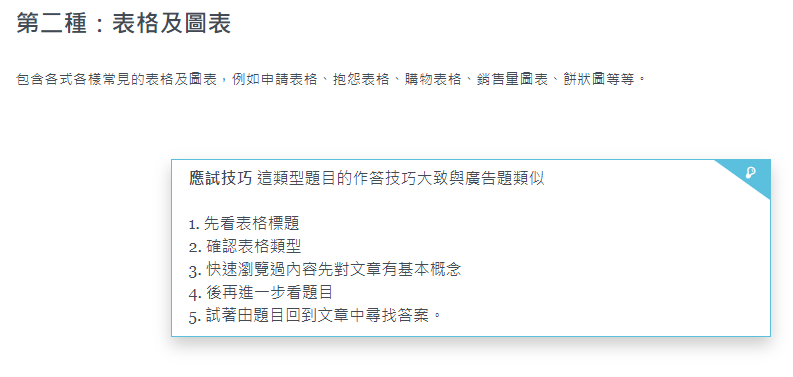 第二種：表格及圖表
包含各式各樣常見的表格及圖表，例如申請表格、抱怨表格、購物表格、銷售量圖表、餅狀圖等等。
應試技巧 這類型題目的作答技巧大致與廣告題類似
1. 先看表格標題
2. 確認表格類型
3. 快速瀏覽過內容先對文章有基本概念
4. 後再進一步看題目
5. 試著由題目回到文章中尋找答案。